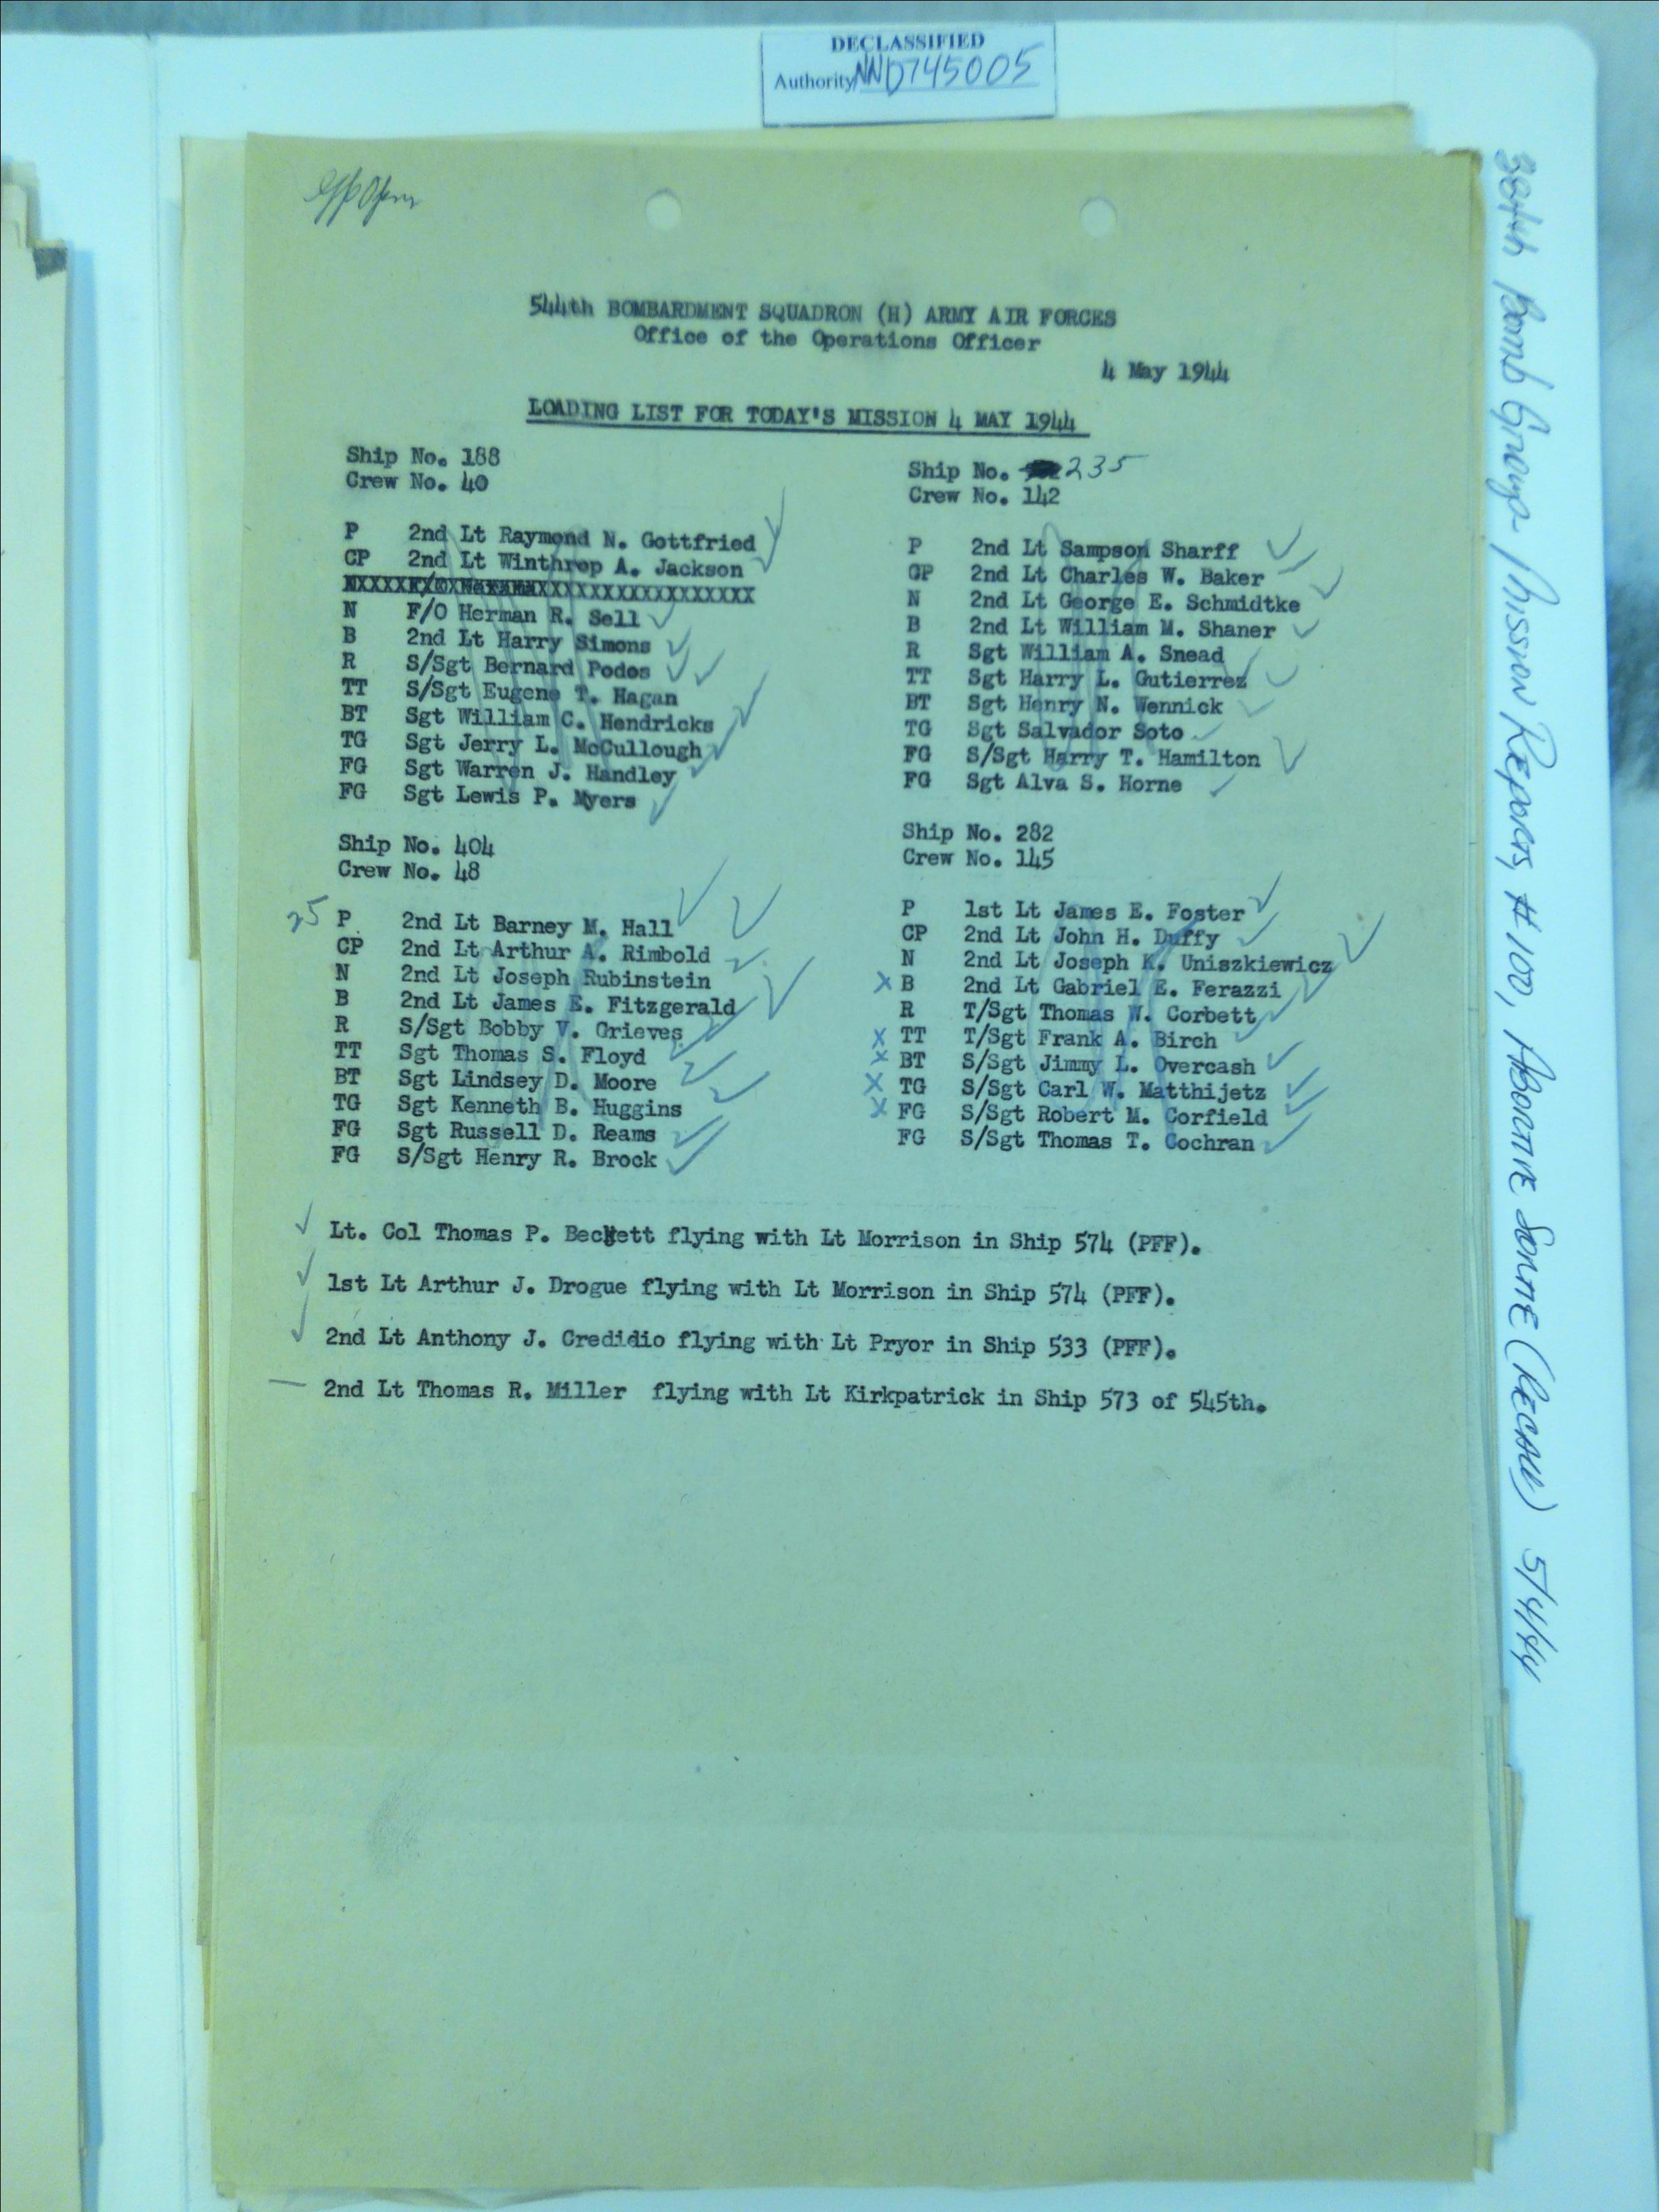 DECLASSIFIED
Authority NND745005
544th BOMBARDMENT SQUADRON (H) ARMY AIR FORCES
Office of the Operations Officer
4 May 1944
LOADING LIST FOR TODAY'S MISSION 4 MAY 1944
Ship No. 188
Crew No. 40
P 2nd Lt Raymond N. Gottfried
CP 2nd Lt Winthrop A. Jackson
N F/O Herman R. Sell
B 2nd Lt Harry Simons
R S/Sgt Bernard Podos
TT S/Sgt Eugene T. Hagan
BT Sgt William C. Hendricks
TG Sgt Jerry L. McCullough
FG Sgt Warren J. Handley
FG Sgt Lewis P. Myers
Ship No. 235
Crew No. 142
P 2nd Lt Sampson Sharff
CP 2nd Lt Charles W. Baker
N 2nd Lt George E. Schmidtke
B 2nd Lt William M. Shaner
R Sgt William A. Snead
TT Sgt Harry L. Gutierrez
BT Sgt Henry N. Wennick
TG Sgt Salvador Soto
FG S/Sgt Harry T. Hamilton
FG Sgt Alva S. Horne
Ship No. 404
Crew No. 48
25 P 2nd Lt Barney M. Hall
CP 2nd Lt Arthur A. Rimbold
N 2nd Lt Joseph Rubinstein
B 2nd Lt James E. Fitzgerald
R S/Sgt Bobby V. Grieves
TT Sgt Thomas S. Floyd
BT Sgt Lindsey D. Moore
TG Sgt Kenneth B. Huggins
FG Sgt Russell D. Reams
FG S/Sgt Henry R. Brock
Ship No. 282
Crew No. 145
P 1st Lt James E. Foster
CP 2nd Lt John H. Duffy
N 2nd Lt Joseph K. Uniszkiewicz
X B 2nd Lt Gabriel E. Ferazzi
R T/Sgt Thomas W. Corbett
X TT T/Sgt Frank A. Birch
X BT S/Sgt Jimmy L. Overcash
X TG S/Sgt Carl W. Matthijetz
X FG S/Sgt Robert M. Corfield
FG S/Sgt Thomas T. Cochran
Lt. Col Thomas P. Beckett flying with Lt Morrison in Ship 574 (PFF).
1st Lt Arthur J. Drogue flying with Lt Morrison in Ship 574 (PFF).
2nd Lt Anthony J. Credidio flying with Lt Pryor in Ship 533 (PFF).
2nd Lt Thomas R. Miller flying with Lt Kirkpatrick in Ship 573 of 545th.
384th Bomb Group Mission Reports, #100, Abortive Sortie (Recall) 5/4/44